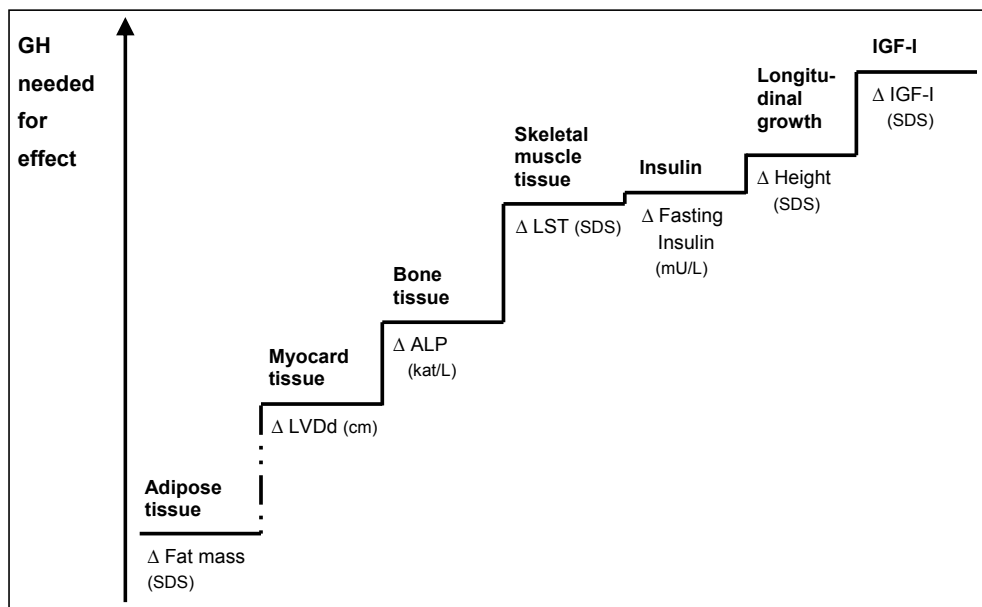 GH
needed
for
effect
Adipose
tissue
Δ Fat mass
(SDS)
Myocard
tissue
Δ LVDd (cm)
Bone
tissue
Δ ALP
(kat/L)
Skeletal
muscle
tissue
Δ LST (SDS)
Insulin
Δ Fasting
Insulin
(mU/L)
Longitu-
dinal
growth
Δ Height
(SDS)
IGF-I
Δ IGF-I
(SDS)